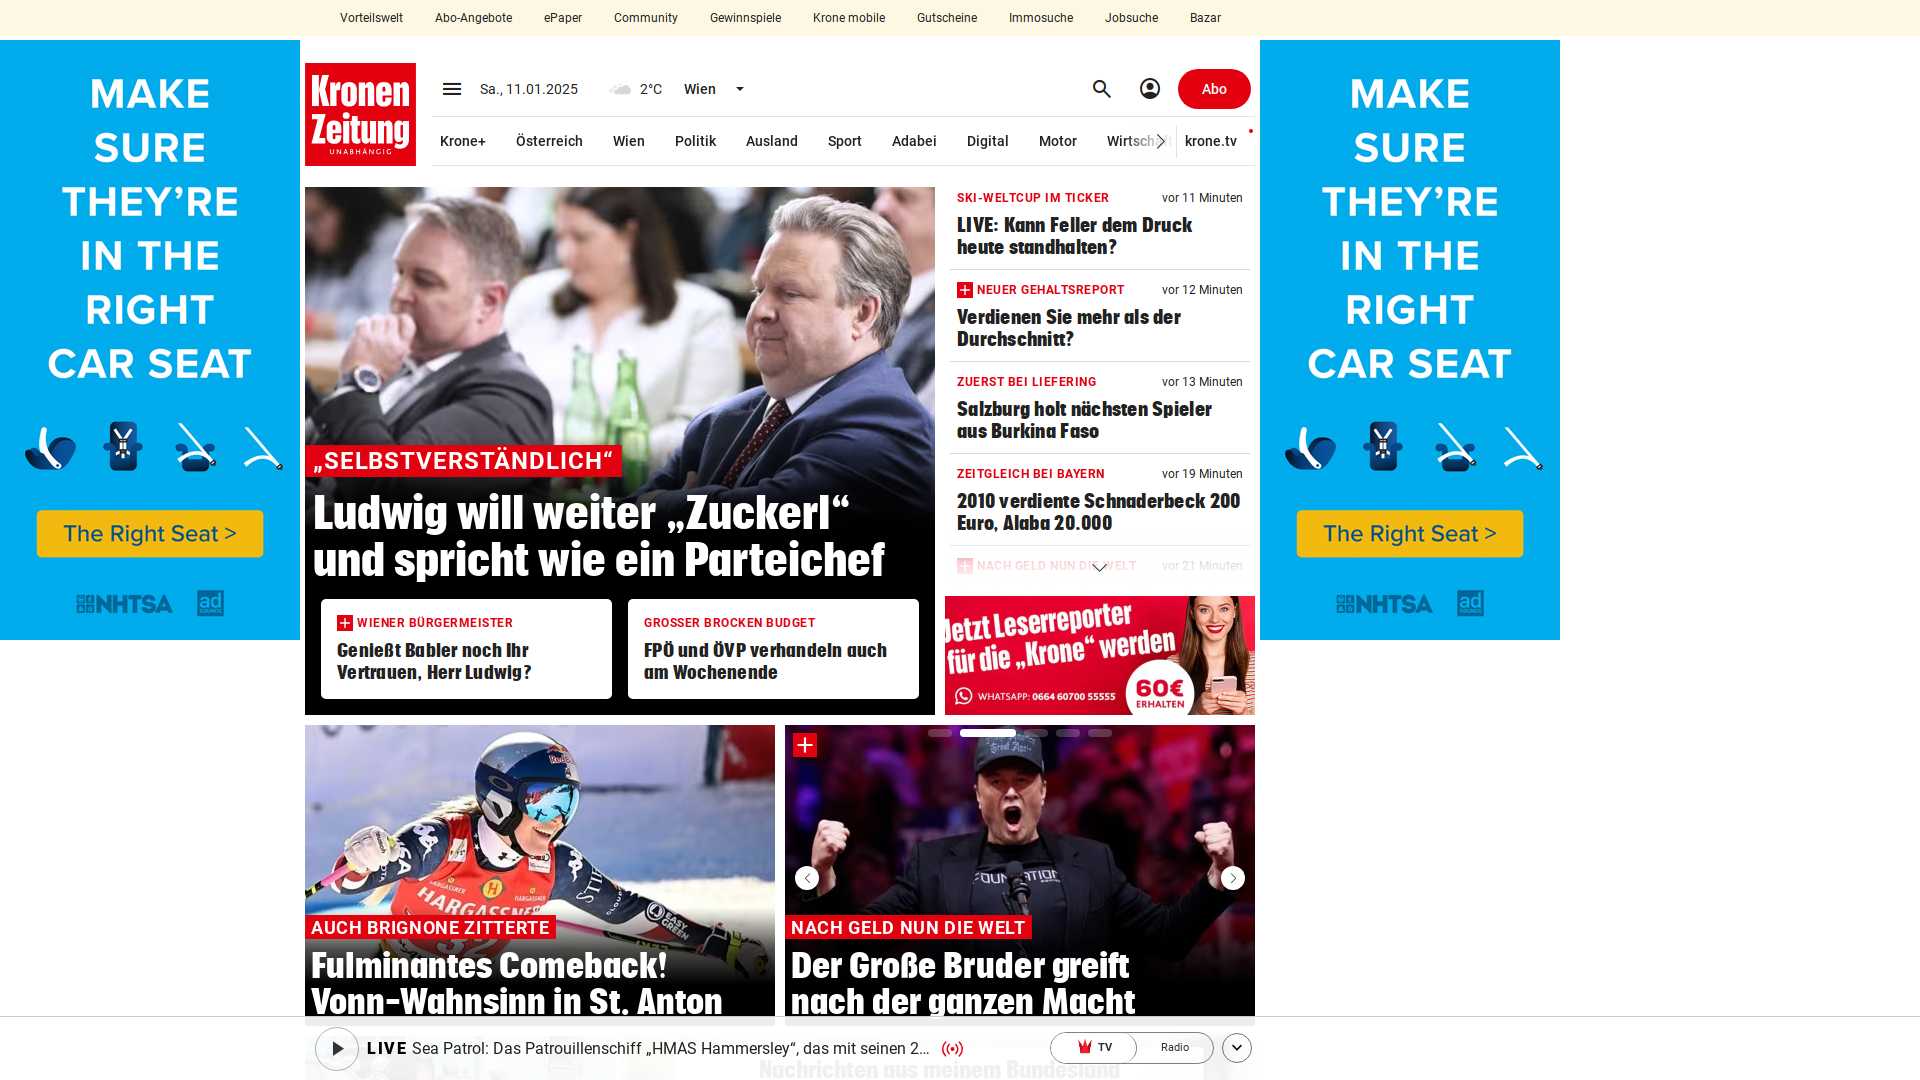 Vorteilswelt
Abo-Angebote
ePaper
Community
Gewinnspiele
Krone mobile
Gutscheine
Immosuche
Jobsuche
Bazar
MAKE
SURE
THEY'RE
IN THE
RIGHT
CAR SEAT
The Right Seat >
NHTSA
ad
Kronen
Zeitung
UNABHÄNGIG
Sa., 11.01.2025
2°C
Wien
Abo
Krone+
Österreich
Wien
Politik
Ausland
Sport
Adabei
Digital
Motor
Wirtschaft
krone.tv
„SELBSTVERSTÄNDLICH“
Ludwig will weiter „Zuckerl“
und spricht wie ein Parteichef
WIENER BÜRGERMEISTER
Genießt Babler noch Ihr
Vertrauen, Herr Ludwig?
GROSSER BROCKEN BUDGET
FPÖ und ÖVP verhandeln auch
am Wochenende
SKI-WELTCUP IM TICKER
vor 11 Minuten
LIVE: Kann Feller dem Druck
heute standhalten?
NEUER GEHALTSREPORT
vor 12 Minuten
Verdienen Sie mehr als der
Durchschnitt?
ZUERST BEI LIEFERING
vor 13 Minuten
Salzburg holt nächsten Spieler
aus Burkina Faso
ZEITGLEICH BEI BAYERN
vor 19 Minuten
2010 verdiente Schnaderbeck 200
Euro, Alaba 20.000
NACH GELD NUN DIE WELT
vor 21 Minuten
Jetzt Leserreporter
für die „Krone“ werden
WHATSAPP: 0664 60700 55555
60€
ERHALTEN
MAKE
SURE
THEY'RE
IN THE
RIGHT
CAR SEAT
The Right Seat >
NHTSA
ad
HARGASSNER
HARGASSNER
EASY
GREEN
AUCH BRIGNONE ZITTERTE
Fulminantes Comeback!
Vonn-Wahnsinn in St. Anton
FOUNDATION
NACH GELD NUN DIE WELT
Der Große Bruder greift
nach der ganzen Macht
LIVE Sea Patrol: Das Patrouillenschiff „HMAS Hammersley“, das mit seinen 2...
TV
Radio
Nachrichten aus meinem Bundesland